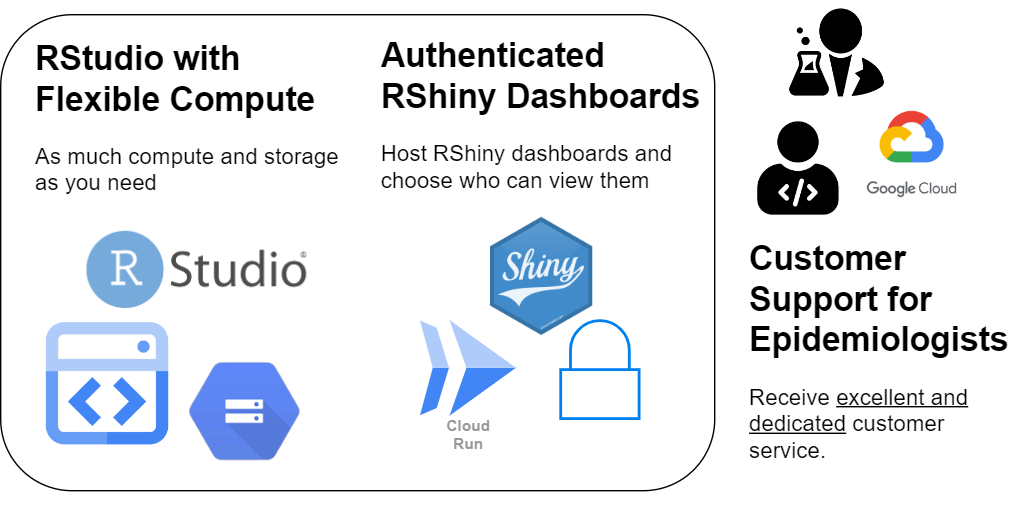 RStudio with
Flexible Compute
As much compute and storage
as you need
R Studio®
Authenticated
RShiny Dashboards
Host RShiny dashboards and
choose who can view them
Shiny
Cloud
Run
</>
Google Cloud
Customer
Support for
Epidemiologists
Receive excellent and
dedicated customer
service.